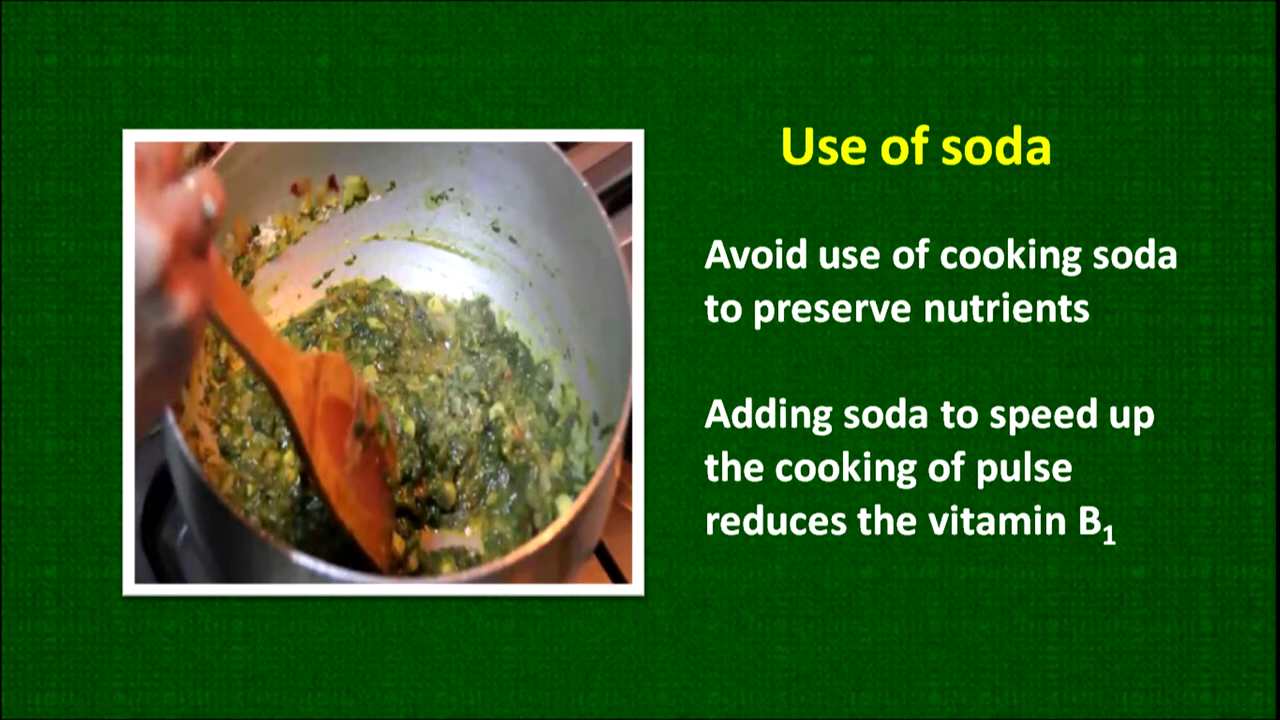 Use of soda
Avoid use of cooking soda
to preserve nutrients
Adding soda to speed up
the cooking of pulse
reduces the vitamin B₁